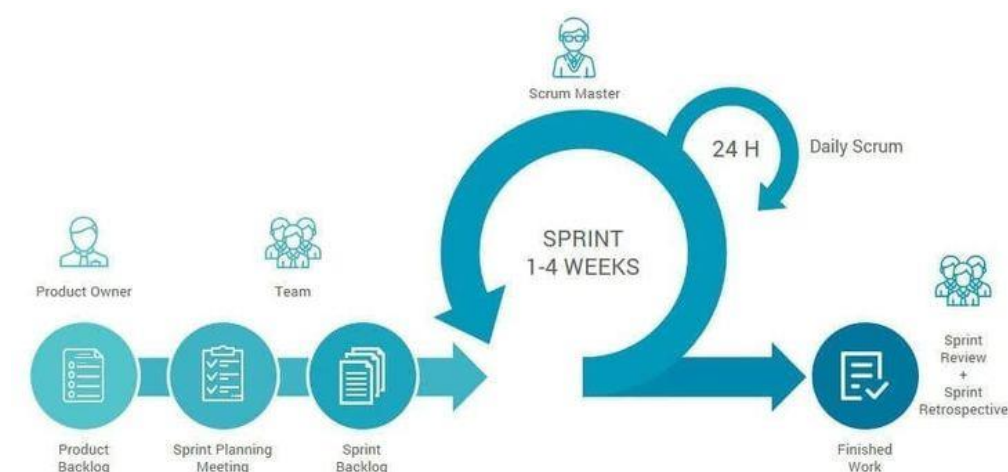 Scrum Master
24 H
Daily Scrum
SPRINT
1-4 WEEKS
Product Owner
Team
Sprint
Review
+
Sprint
Retrospective
Product
Backlog
Sprint Planning
Meeting
Sprint
Backlog
Finished
Work